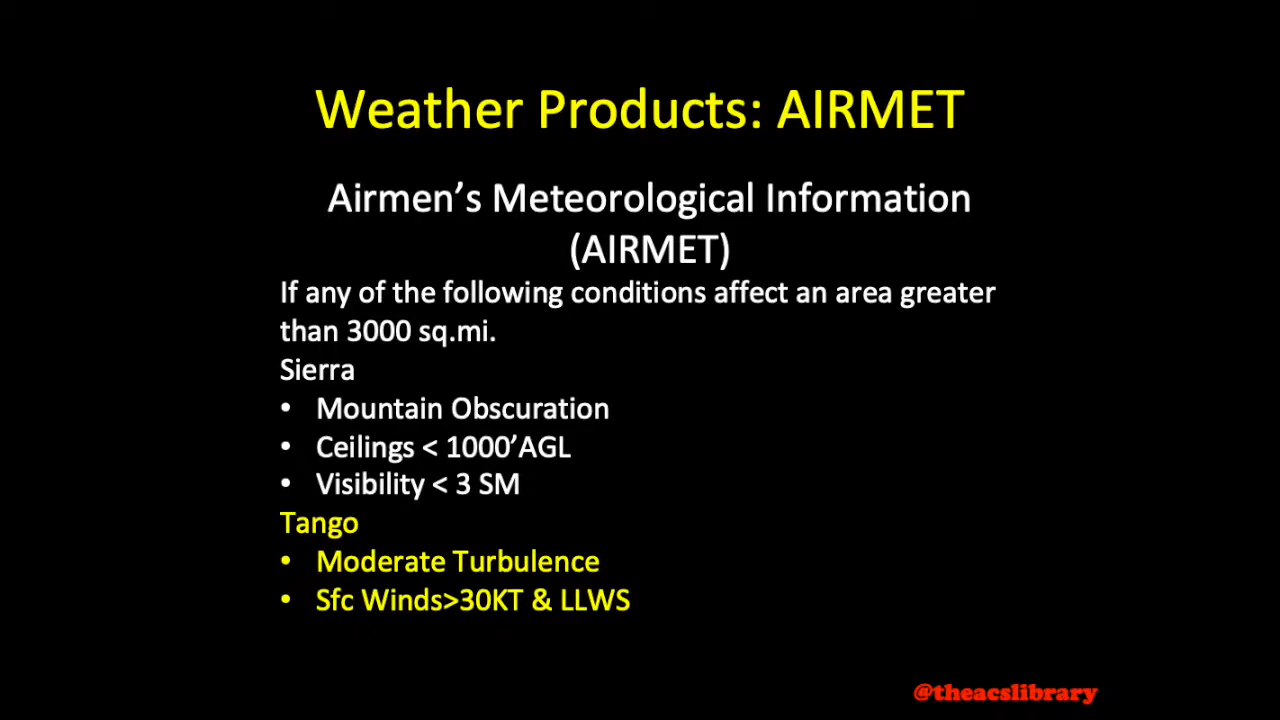 Weather Products: AIRMET
Airmen’s Meteorological Information
(AIRMET)
If any of the following conditions affect an area greater
than 3000 sq.mi.
Sierra
• Mountain Obscuration
• Ceilings < 1000’AGL
• Visibility < 3 SM
Tango
• Moderate Turbulence
• Sfc Winds>30KT & LLWS
@theacslibrary